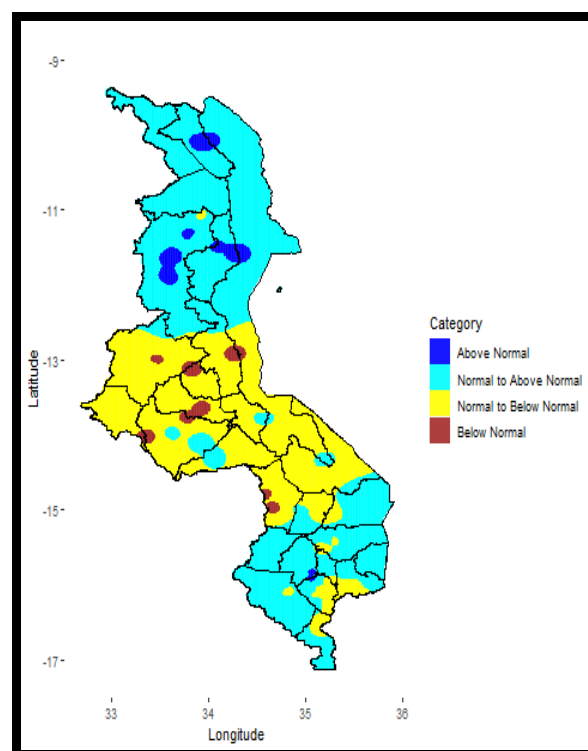 -9-
-11-
-13-
-15-
-17-
Latitude
33
34
35
36
Longitude
Category
Above Normal
Normal to Above Normal
Normal to Below Normal
Below Normal